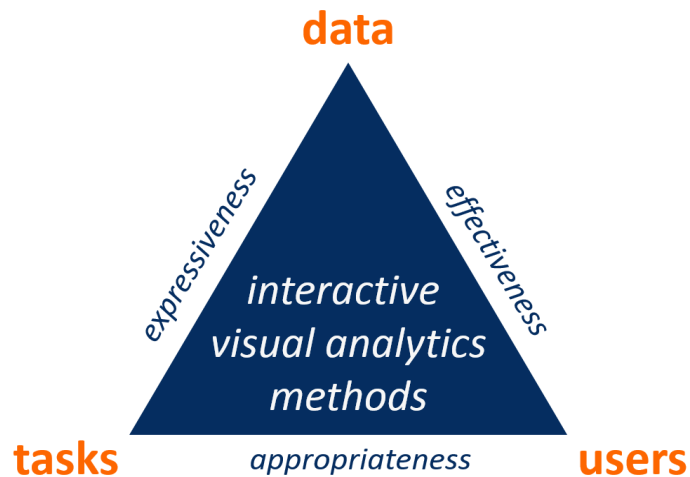 data
expressiveness
effectiveness
interactive
visual analytics
methods
tasks
appropriateness
users